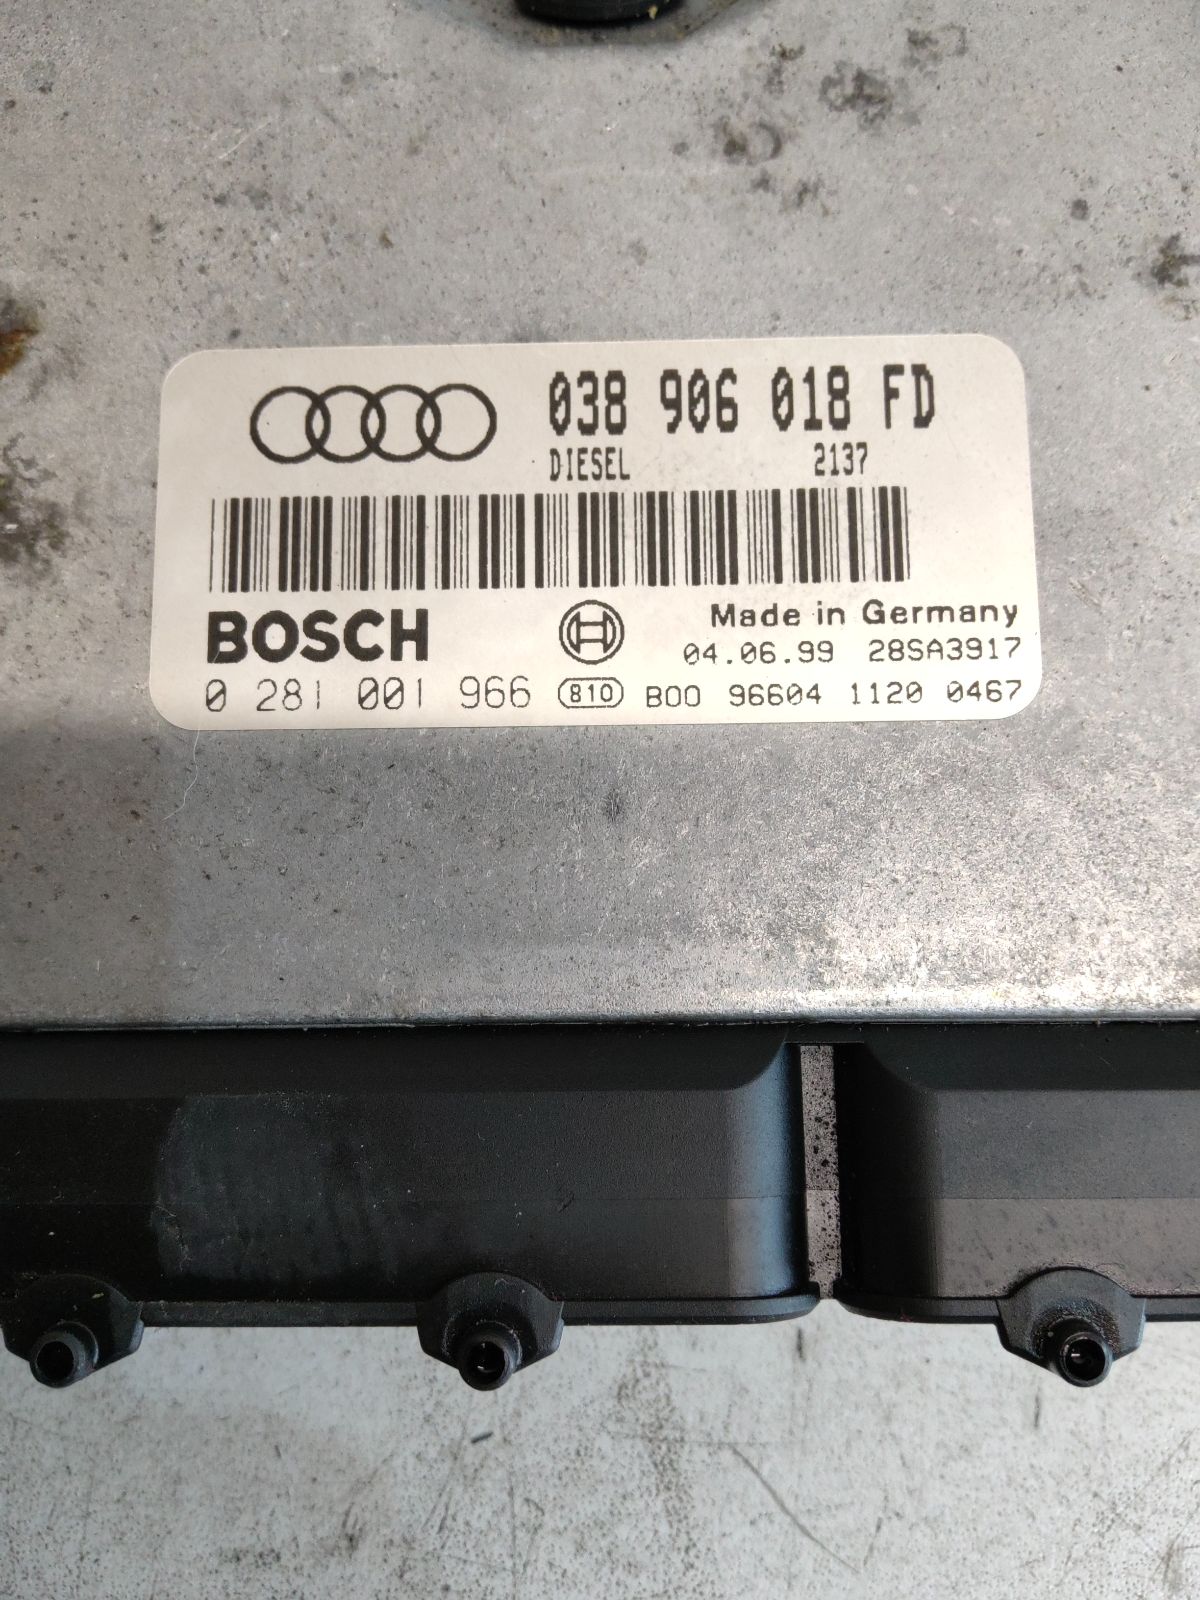 038 906 018 FD
DIESEL 2137
BOSCH Made in Germany
04.06.99 28SA3917
0 281 001 966 810 B00 96604 1120 0467